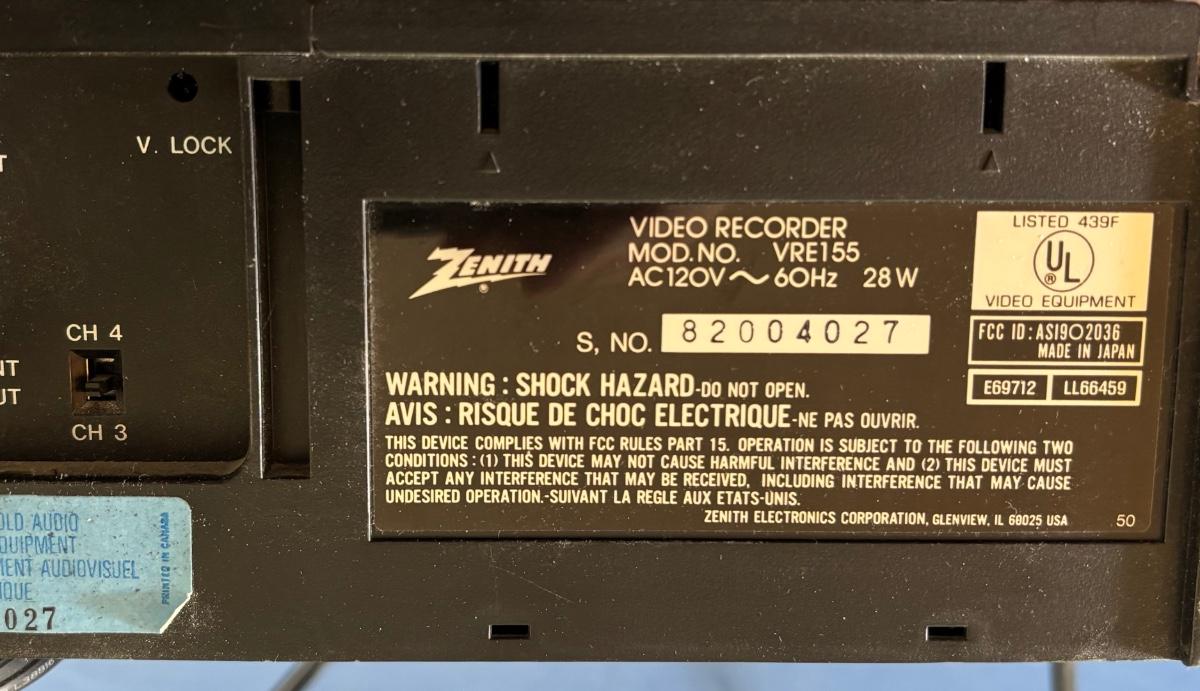 V. LOCK
T
CH 4
NT
UT
CH 3
ZENITH
®
VIDEO RECORDER
MOD. NO. VRE155
AC 120V ~ 60Hz 28W
S, NO. 82004027
LISTED 439F
UL
®
VIDEO EQUIPMENT
FCC ID: ASI9O2036
MADE IN JAPAN
E69712 LL66459
WARNING : SHOCK HAZARD-DO NOT OPEN.
AVIS : RISQUE DE CHOC ELECTRIQUE-NE PAS OUVRIR.
THIS DEVICE COMPLIES WITH FCC RULES PART 15. OPERATION IS SUBJECT TO THE FOLLOWING TWO
CONDITIONS : (1) THIS DEVICE MAY NOT CAUSE HARMFUL INTERFERENCE AND (2) THIS DEVICE MUST
ACCEPT ANY INTERFERENCE THAT MAY BE RECEIVED, INCLUDING INTERFERENCE THAT MAY CAUSE
UNDESIRED OPERATION.-SUIVANT LA REGLE AUX ETATS-UNIS.
ZENITH ELECTRONICS CORPORATION, GLENVIEW, IL 60025 USA 50
OLD AUDIO
QUIPMENT
MENT AUDIOVISUEL
IQUE
027
PRINTED IN CANADA